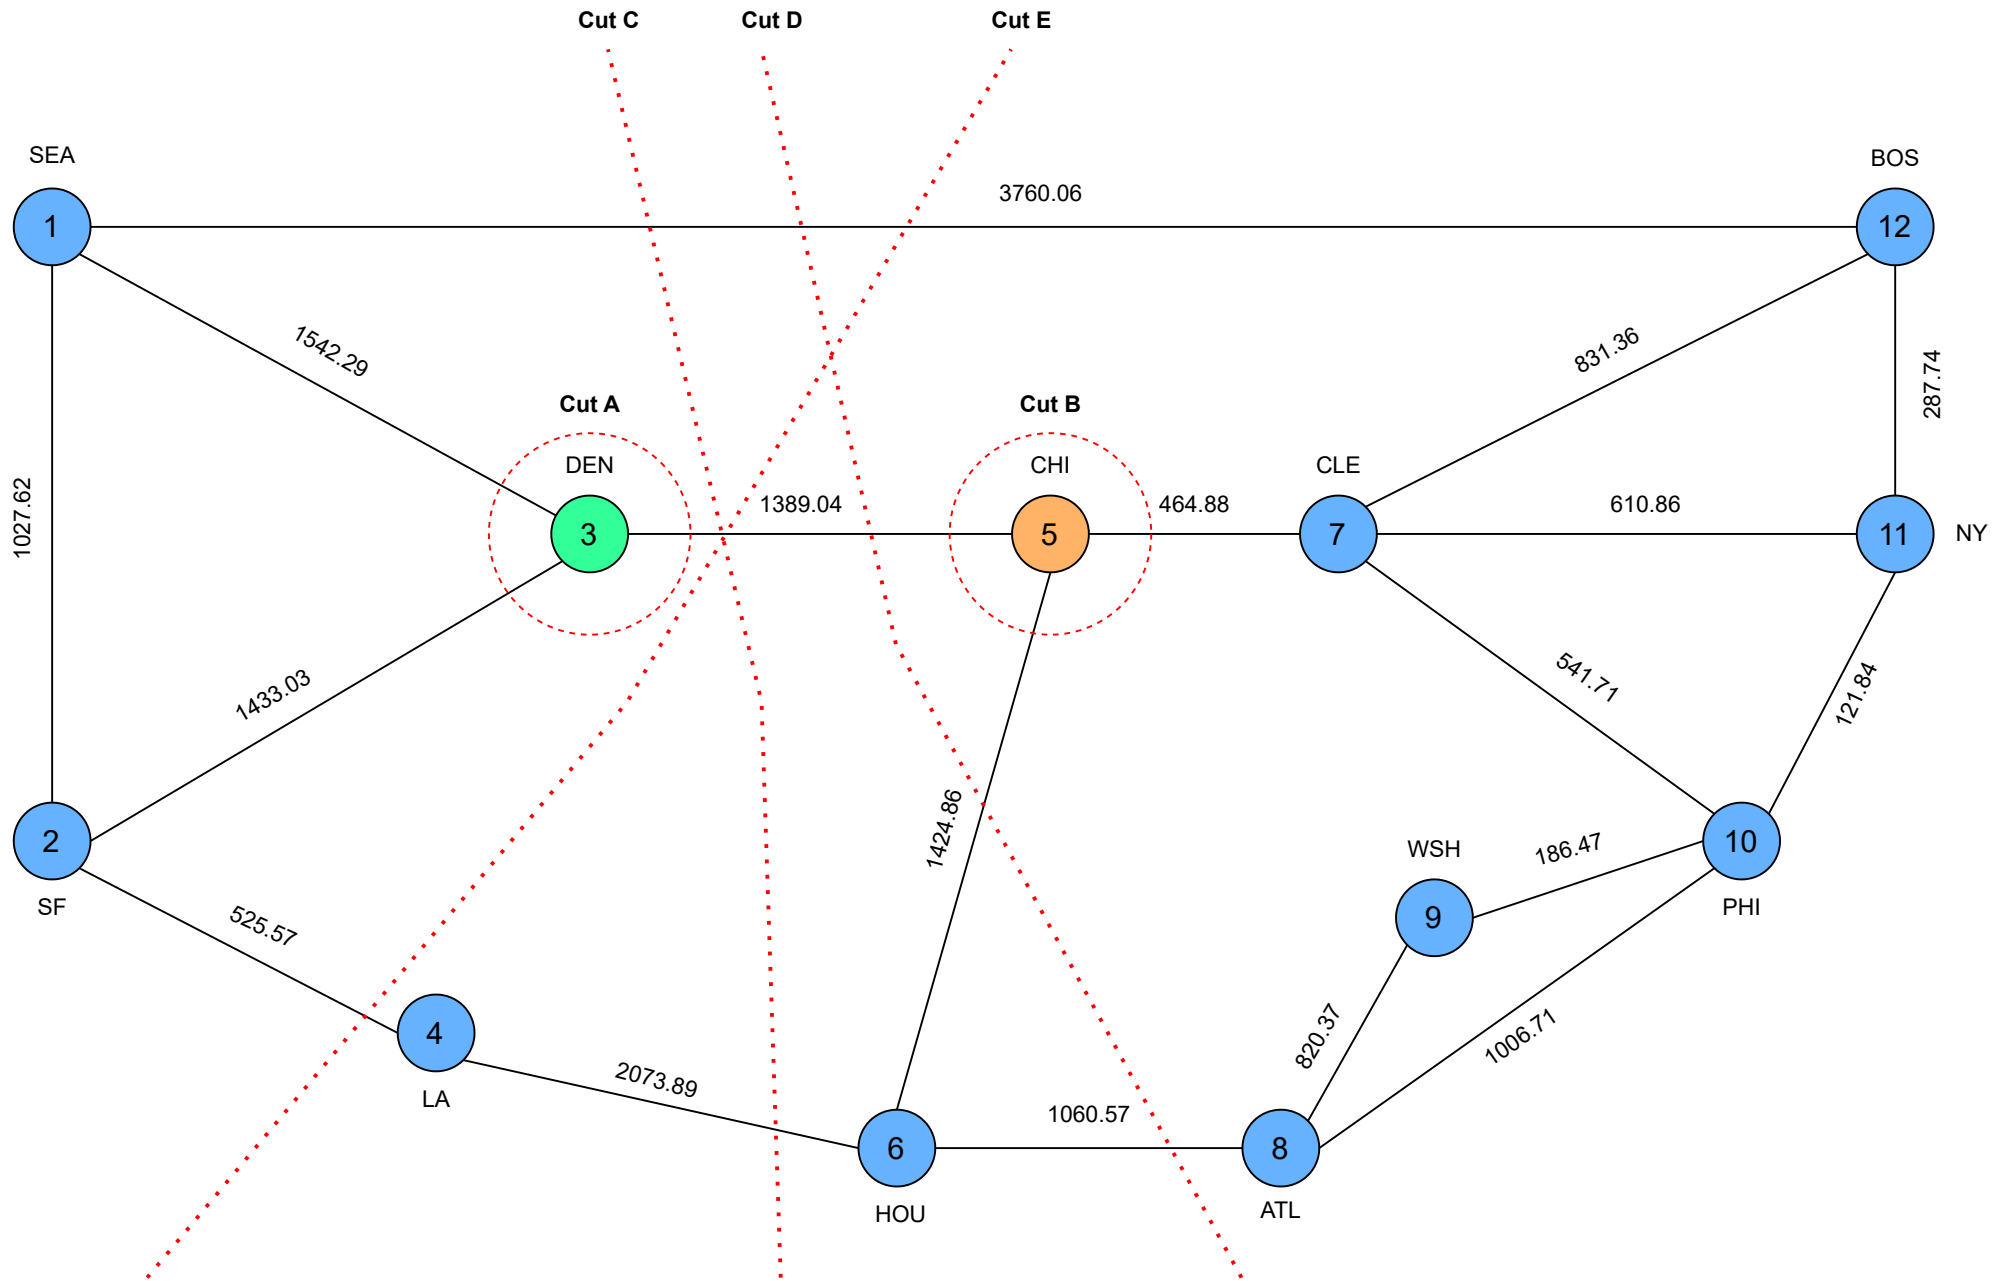 Cut C
Cut D
Cut E
SEA
BOS
3760.06
1
12
1542.29
831.36
287.74
Cut A
Cut B
DEN
CHI
CLE
1027.62
1389.04
464.88
610.86
3
5
7
11
NY
1433.03
541.71
121.84
1424.86
2
SF
10
PHI
WSH
186.47
9
525.57
4
LA
820.37
1006.71
2073.89
1060.57
6
HOU
8
ATL